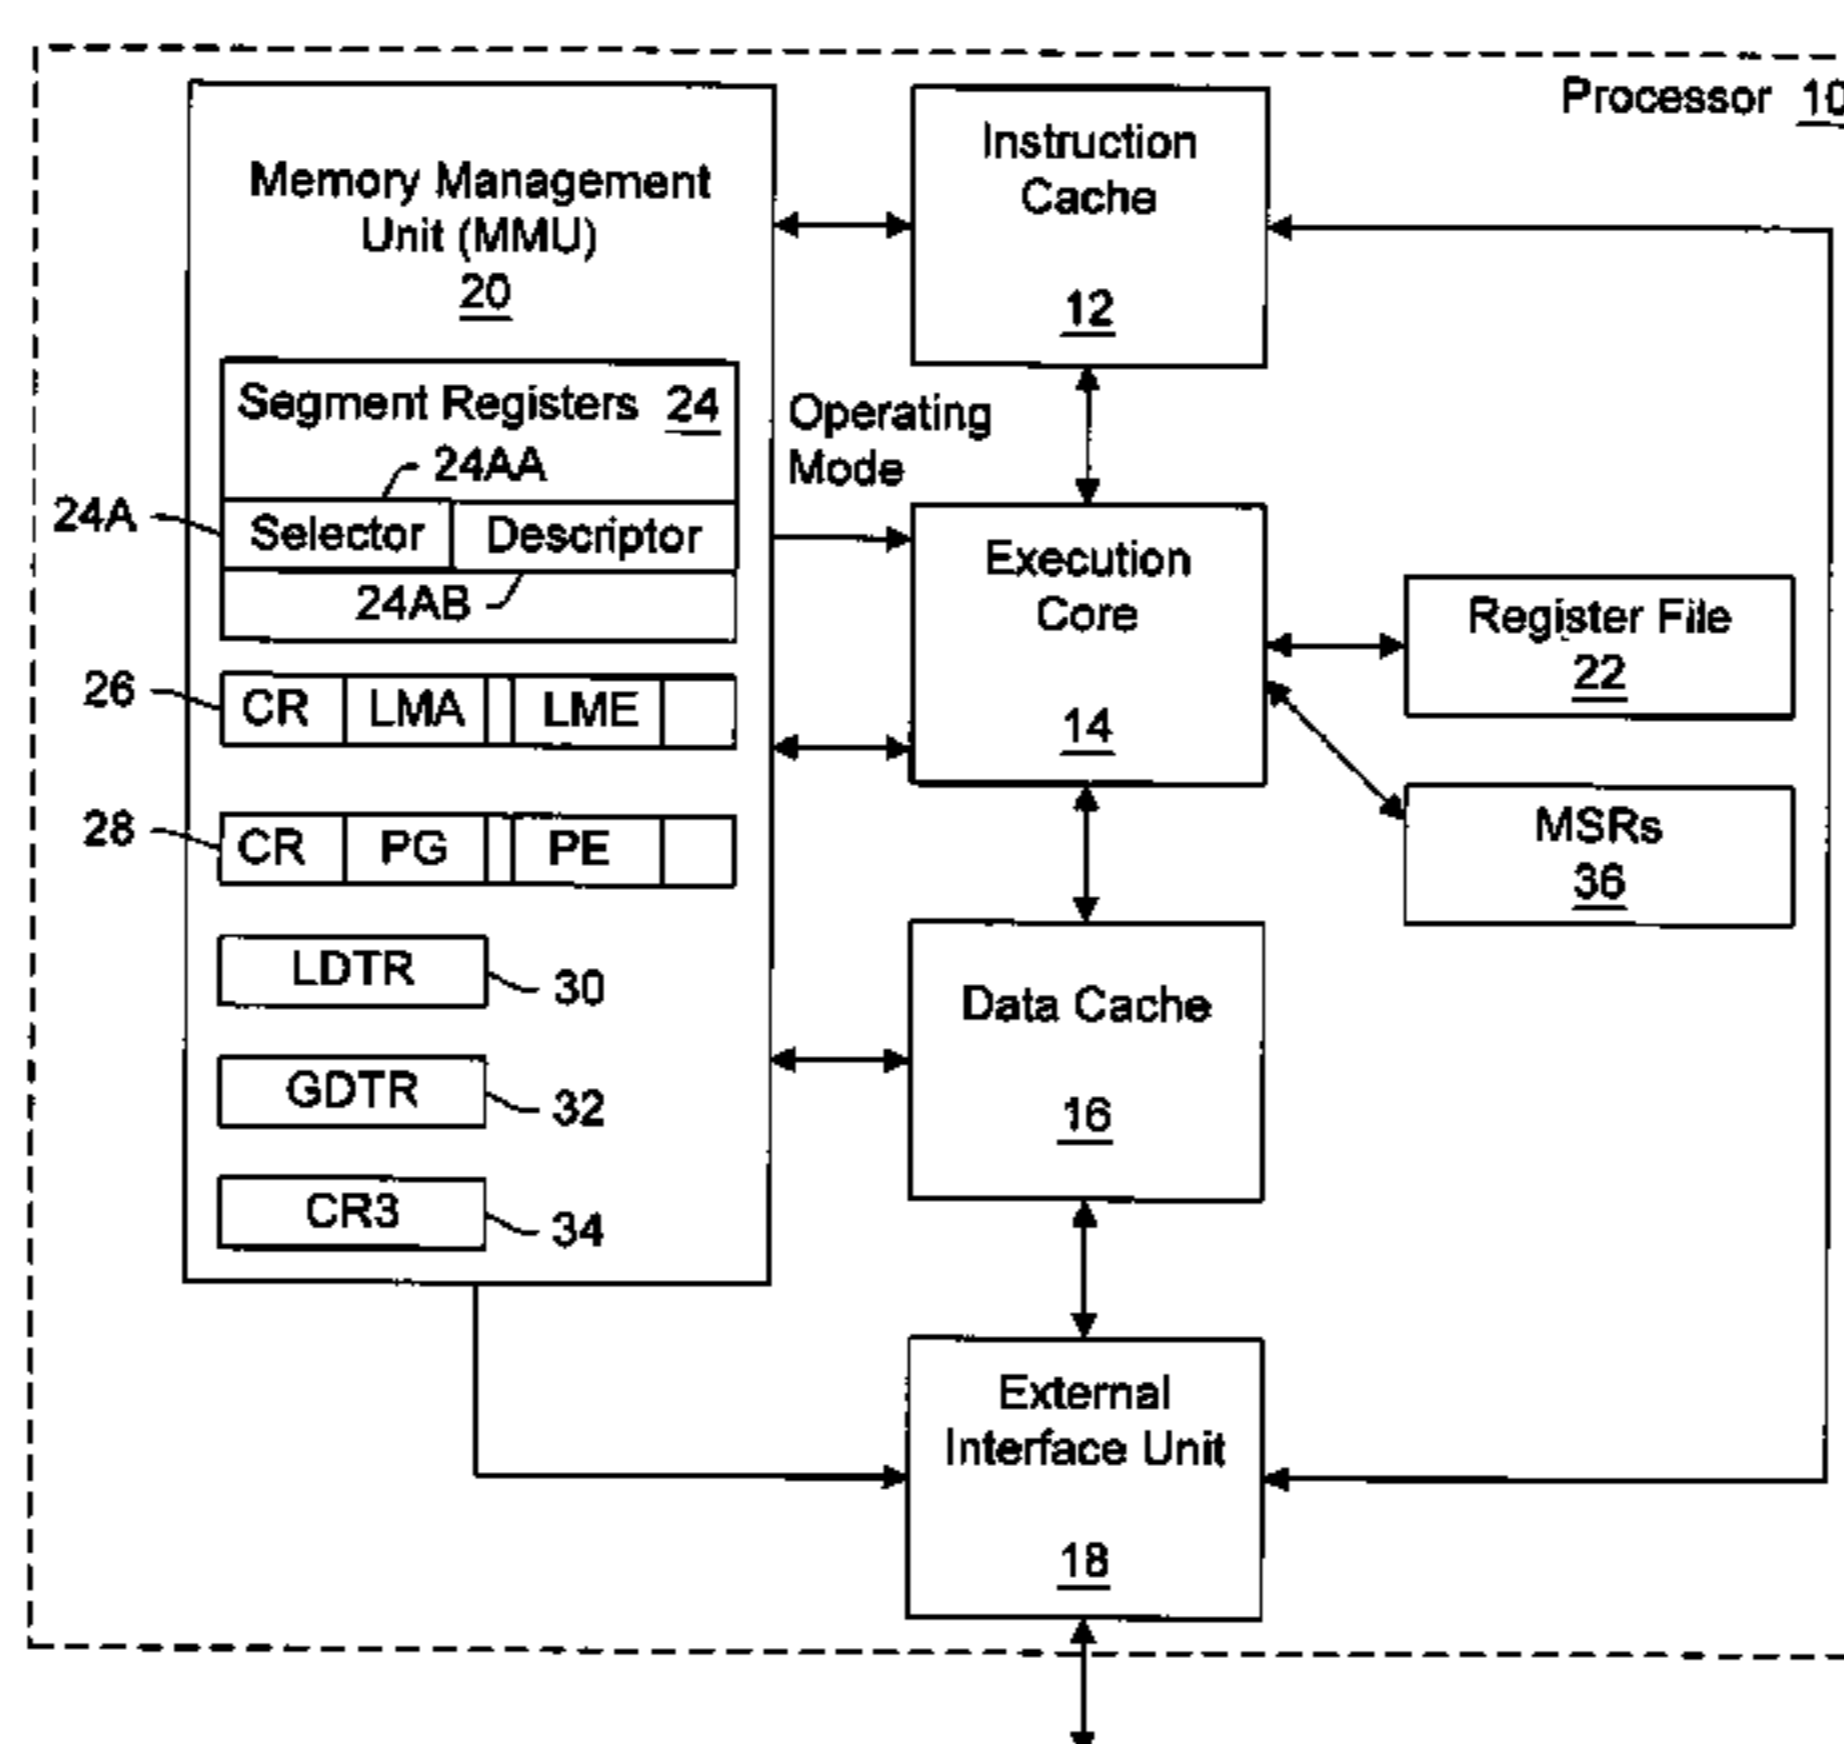 Processor 10
Memory Management
Unit (MMU)
20
Segment Registers 24
24AA
24A
Selector
Descriptor
24AB
26
CR
LMA
LME
28
CR
PG
PE
LDTR
30
GDTR
32
CR3
34
Operating
Mode
Instruction
Cache
12
Execution
Core
14
Register File
22
MSRs
36
Data Cache
16
External
Interface Unit
18